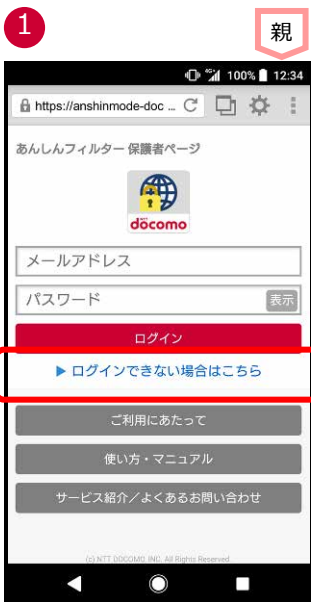 1
親
4G 100% 12:34
https://anshinmode-doc ...
あんしんフィルター 保護者ページ
NTT
döcomo
メールアドレス
パスワード 表示
ログイン
▶ ログインできない場合はこちら
ご利用にあたって
使い方・マニュアル
サービス紹介／よくあるお問い合わせ
(c) NTT DOCOMO, INC. All Rights Reserved.